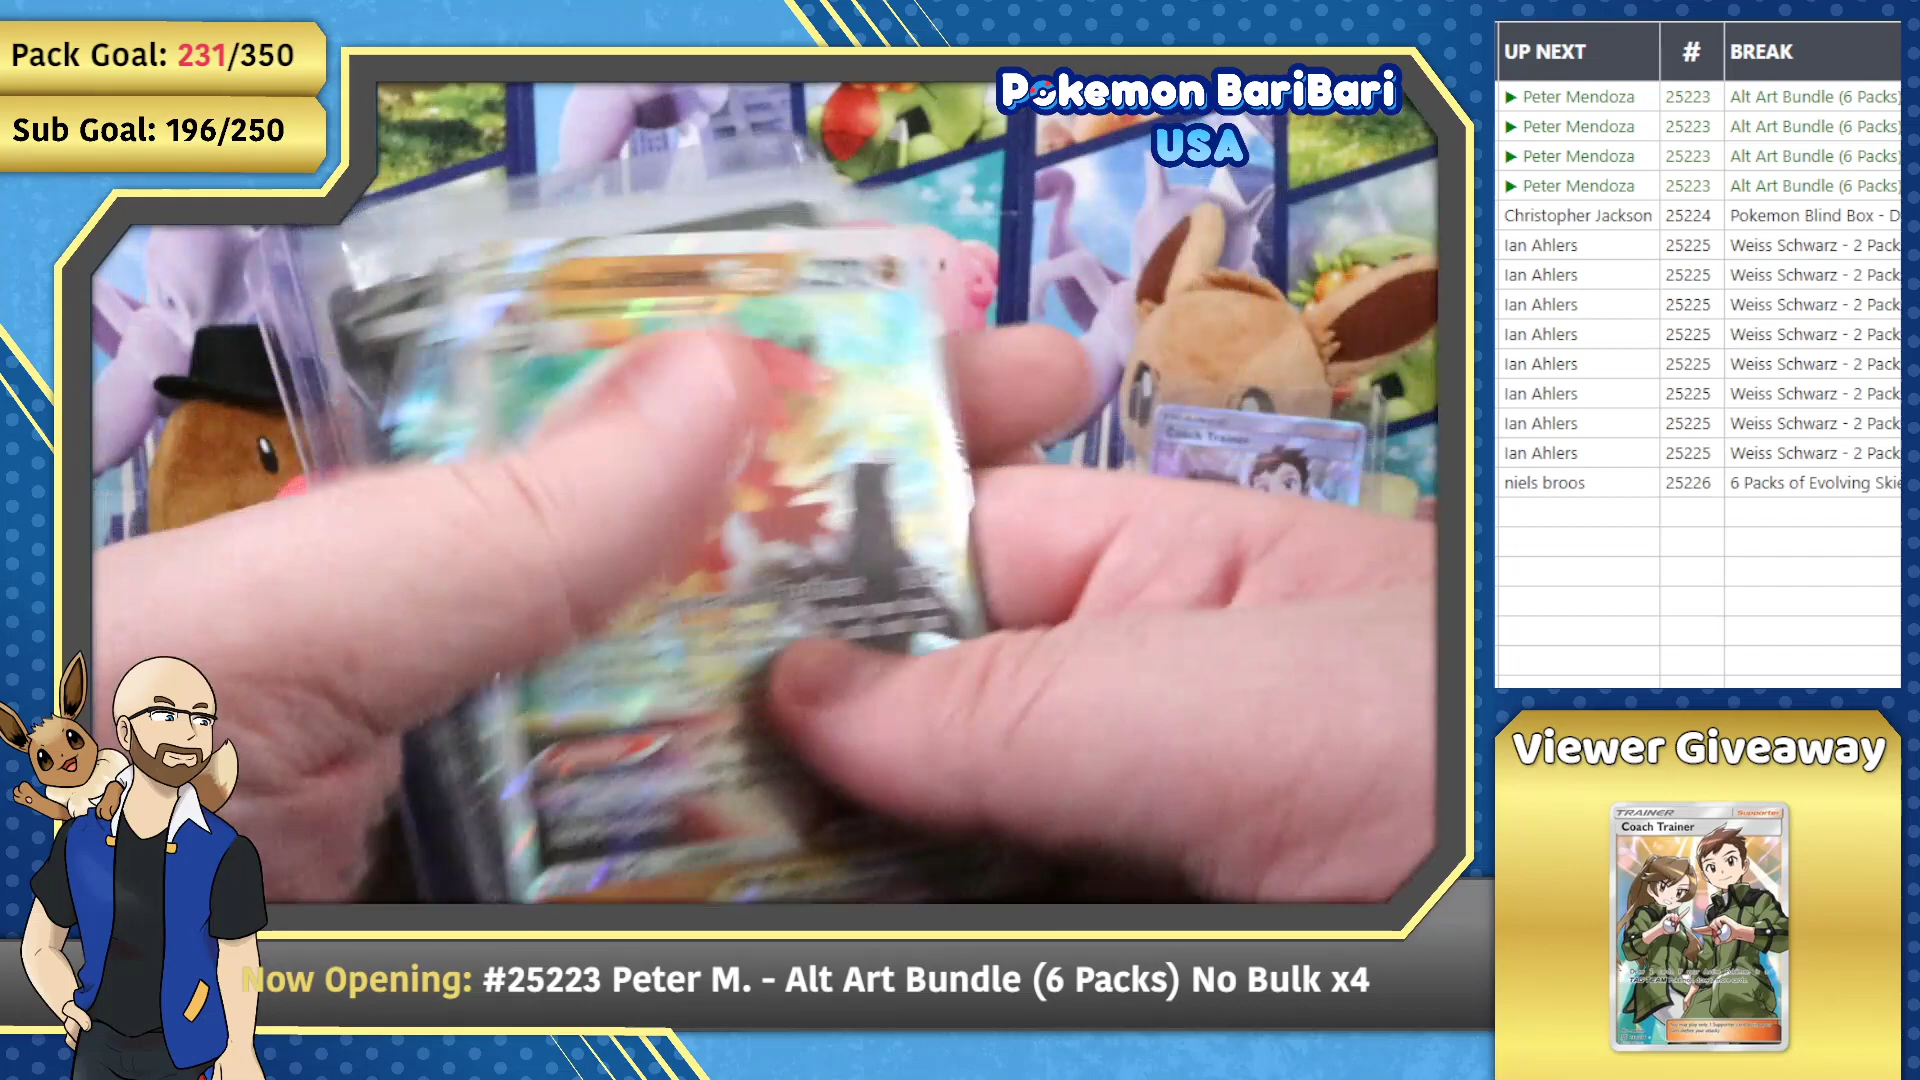 Pack Goal: 231/350
Sub Goal: 196/250
Pokemon BariBari
USA
Coach Trainer
UP NEXT # BREAK
▶ Peter Mendoza 25223 Alt Art Bundle (6 Packs)
▶ Peter Mendoza 25223 Alt Art Bundle (6 Packs)
▶ Peter Mendoza 25223 Alt Art Bundle (6 Packs)
▶ Peter Mendoza 25223 Alt Art Bundle (6 Packs)
Christopher Jackson 25224 Pokemon Blind Box - D
Ian Ahlers 25225 Weiss Schwarz - 2 Pack
Ian Ahlers 25225 Weiss Schwarz - 2 Pack
Ian Ahlers 25225 Weiss Schwarz - 2 Pack
Ian Ahlers 25225 Weiss Schwarz - 2 Pack
Ian Ahlers 25225 Weiss Schwarz - 2 Pack
Ian Ahlers 25225 Weiss Schwarz - 2 Pack
Ian Ahlers 25225 Weiss Schwarz - 2 Pack
Ian Ahlers 25225 Weiss Schwarz - 2 Pack
niels broos 25226 6 Packs of Evolving Skie
Viewer Giveaway
TRAINER Supporter
Coach Trainer
Now Opening: #25223 Peter M. - Alt Art Bundle (6 Packs) No Bulk x4